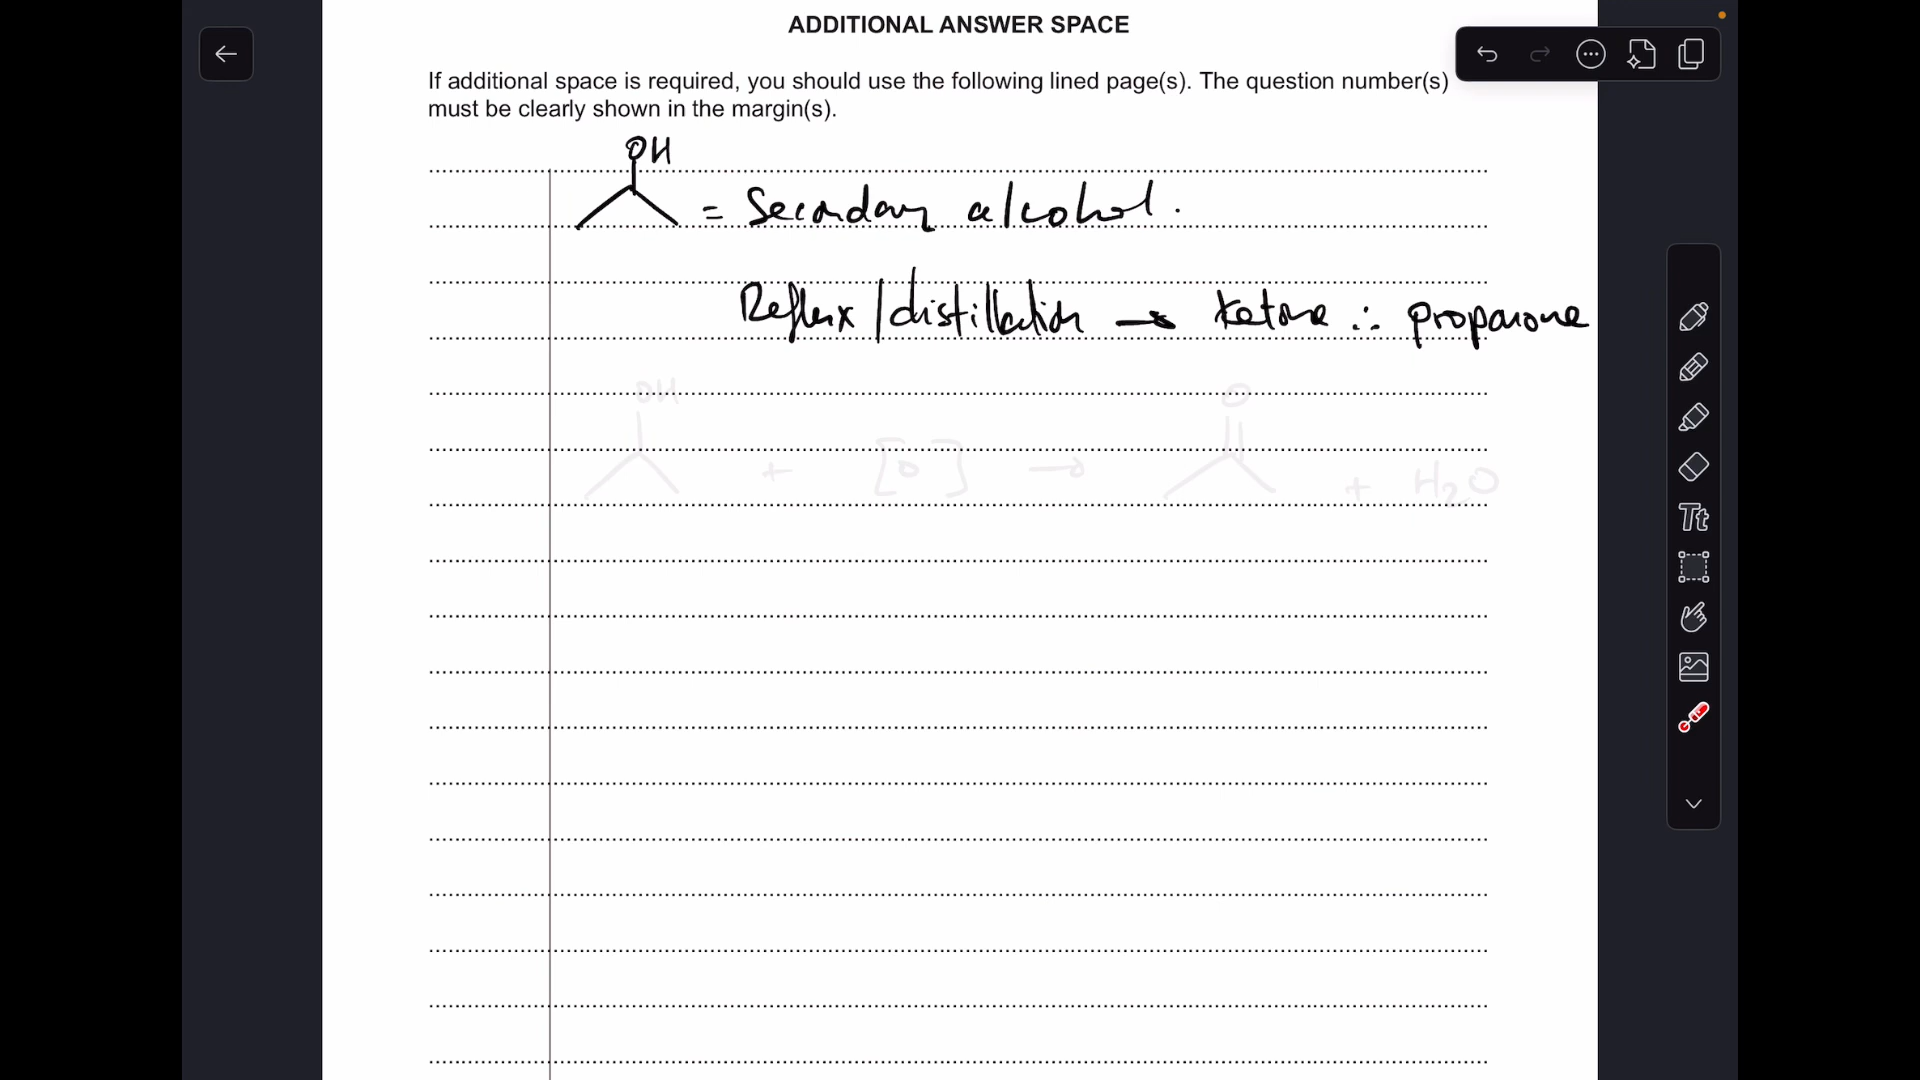 ADDITIONAL ANSWER SPACE
If additional space is required, you should use the following lined page(s). The question number(s)
must be clearly shown in the margin(s).
OH
= Secondary alcohol.
Reflux/distillation → ketone ∴ propanone
OH O
+ [O] → + H₂O
Tt